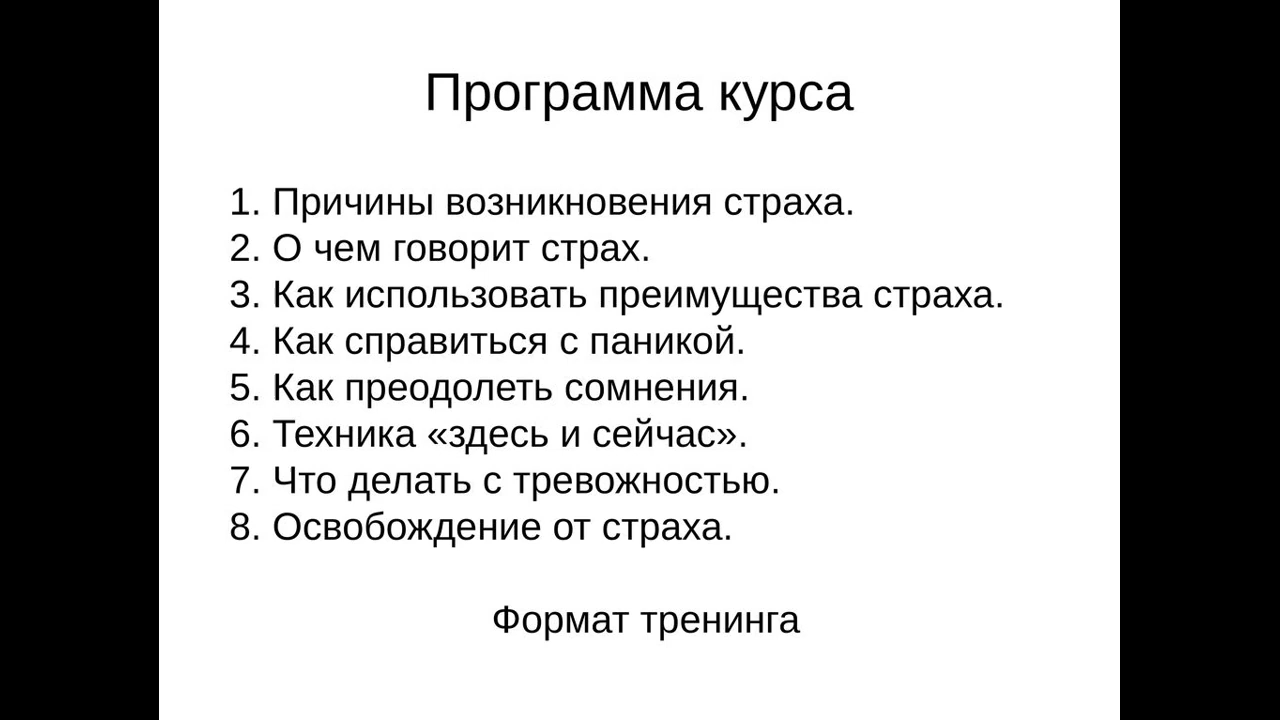 Программа курса
1. Причины возникновения страха.
2. О чем говорит страх.
3. Как использовать преимущества страха.
4. Как справиться с паникой.
5. Как преодолеть сомнения.
6. Техника «здесь и сейчас».
7. Что делать с тревожностью.
8. Освобождение от страха.
Формат тренинга